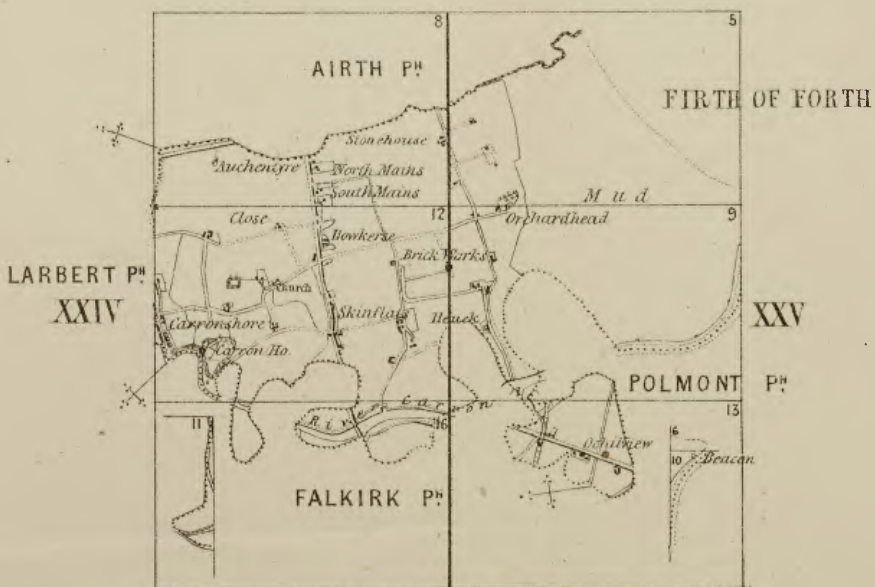 8
5
AIRTH PH.
FIRTH OF FORTH
Stonehouse
Auchentyre
North Mains
South Mains
Mud
Close
12
Orchardhead
9
Bowkerse
Brick Works
LARBERT PH.
XXIV
Church
XXV
Carronshore
Skinflats
Heuck
Carron Ho.
POLMONT PH.
River Carron
11
16
13
6
10
Beacon
FALKIRK PH.